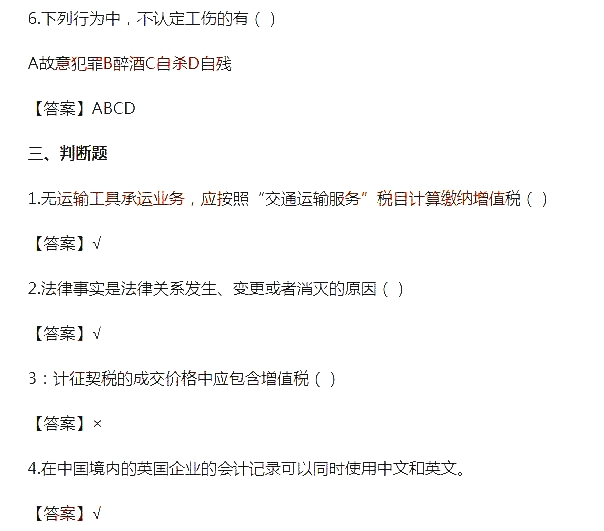 6.下列行为中，不认定工伤的有（ ）
A故意犯罪B醉酒C自杀D自残
【答案】ABCD
三、判断题
1.无运输工具承运业务，应按照“交通运输服务”税目计算缴纳增值税（ ）
【答案】√
2.法律事实是法律关系发生、变更或者消灭的原因（ ）
【答案】√
3：计征契税的成交价格中应包含增值税（ ）
【答案】×
4.在中国境内的英国企业的会计记录可以同时使用中文和英文。
【答案】√